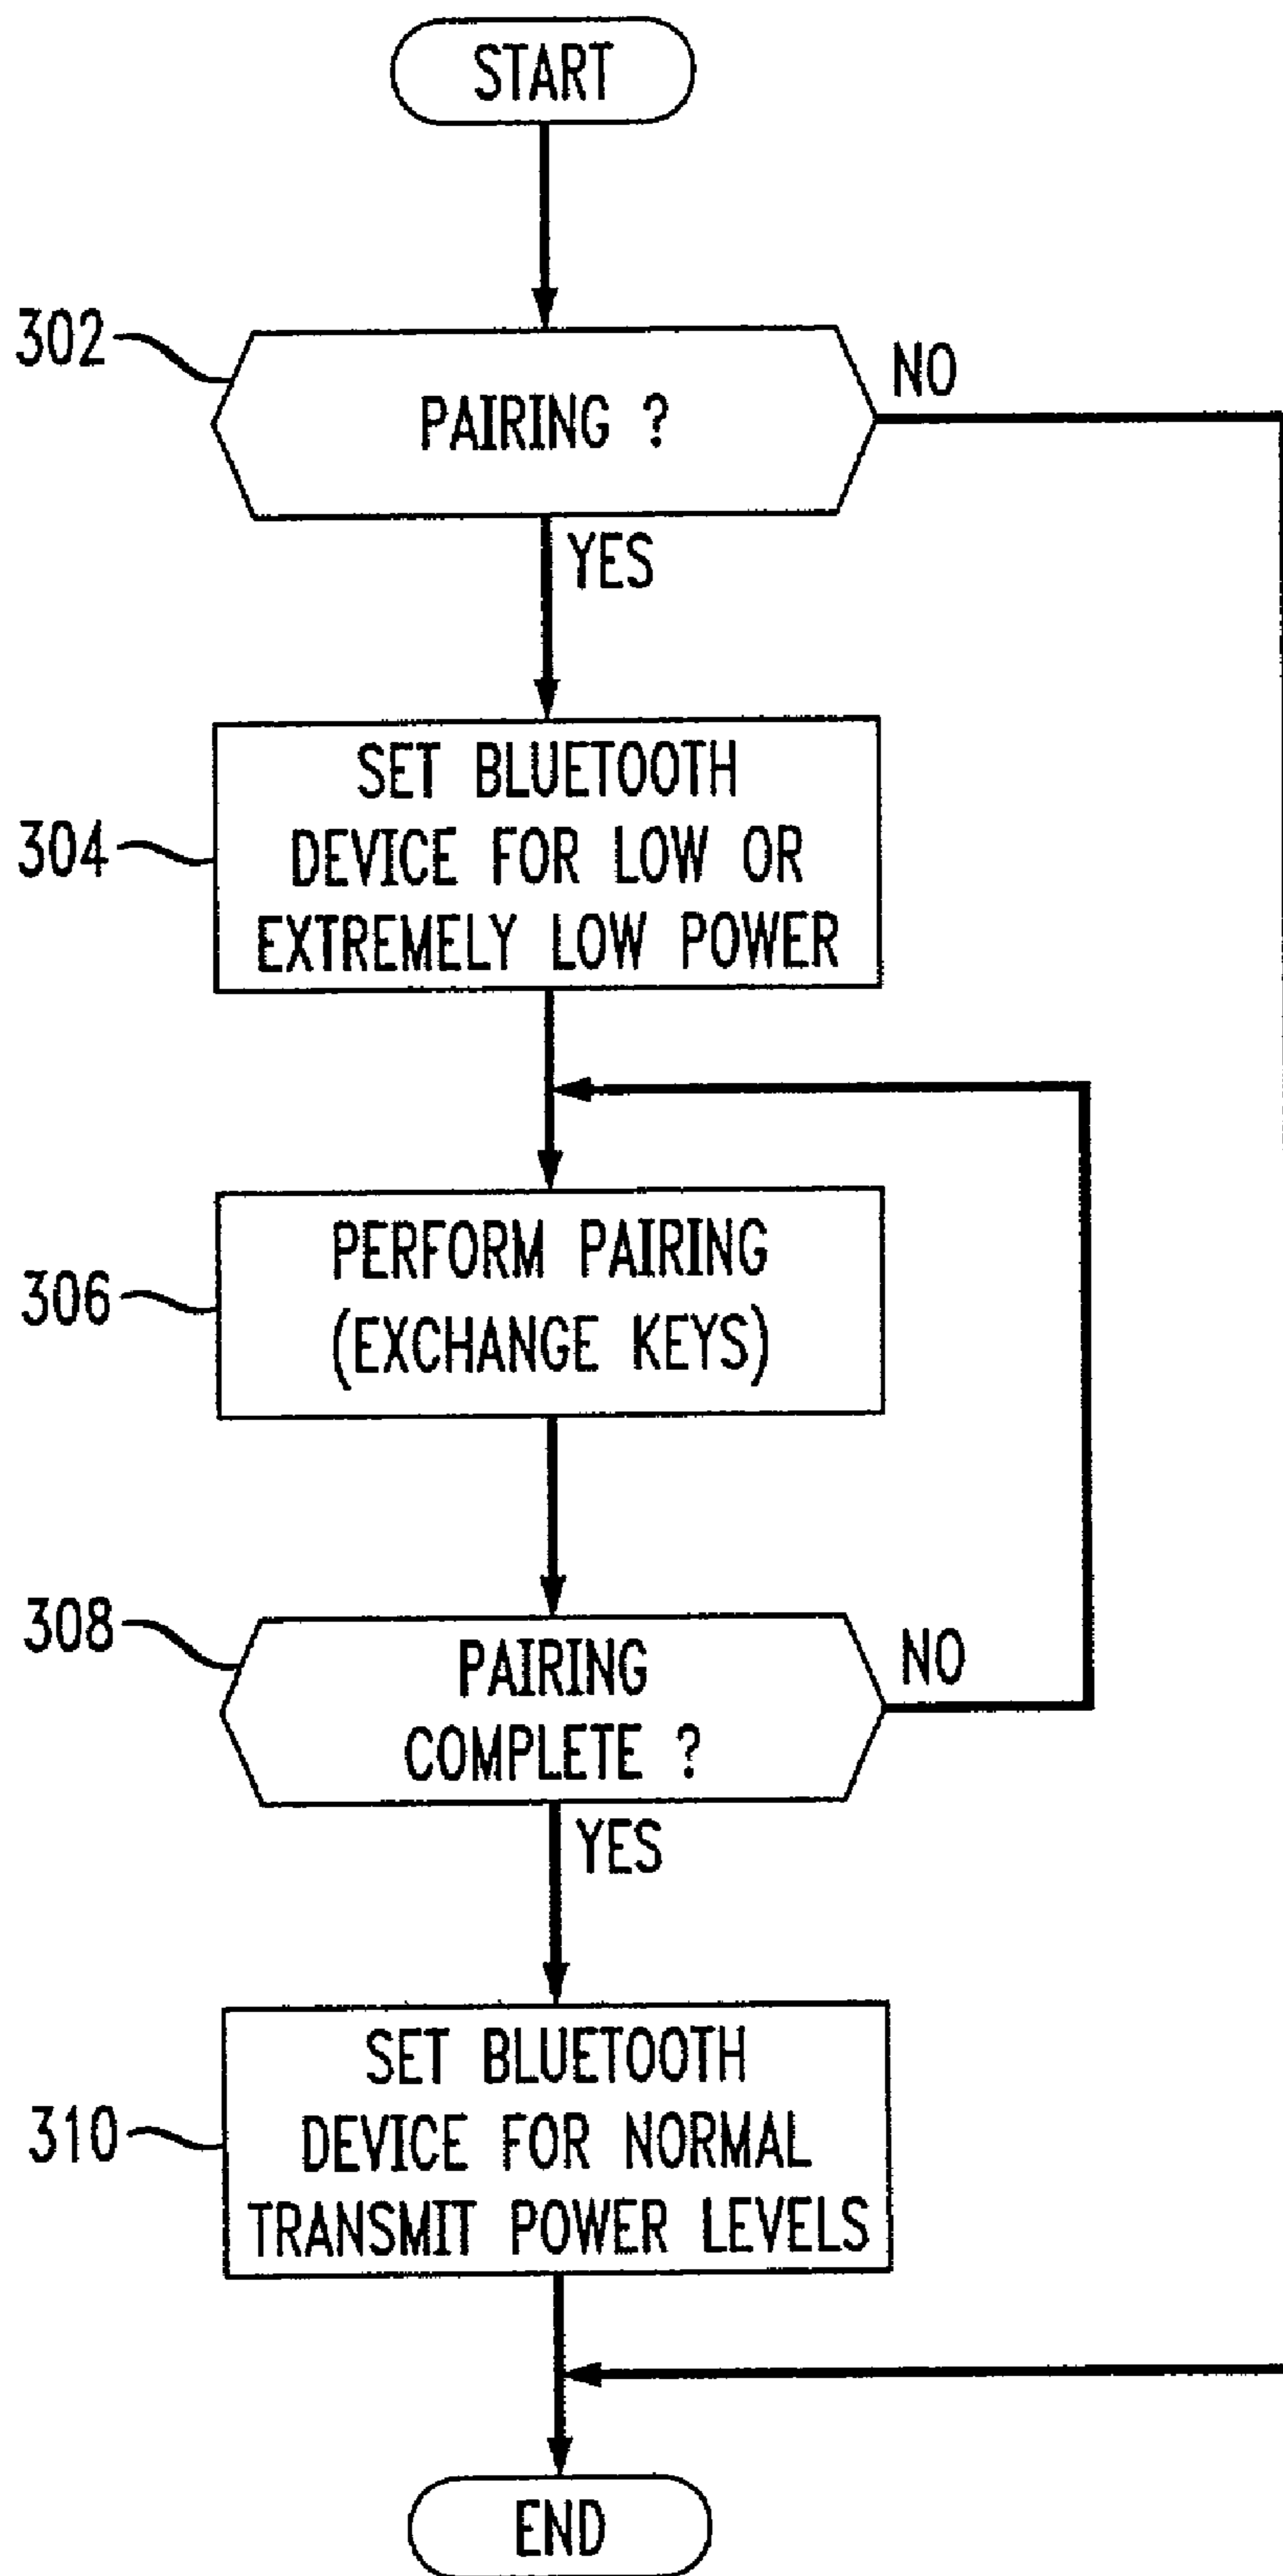 START
302
PAIRING ?
NO
YES
304
SET BLUETOOTH
DEVICE FOR LOW OR
EXTREMELY LOW POWER
306
PERFORM PAIRING
(EXCHANGE KEYS)
308
PAIRING
COMPLETE ?
NO
YES
310
SET BLUETOOTH
DEVICE FOR NORMAL
TRANSMIT POWER LEVELS
END